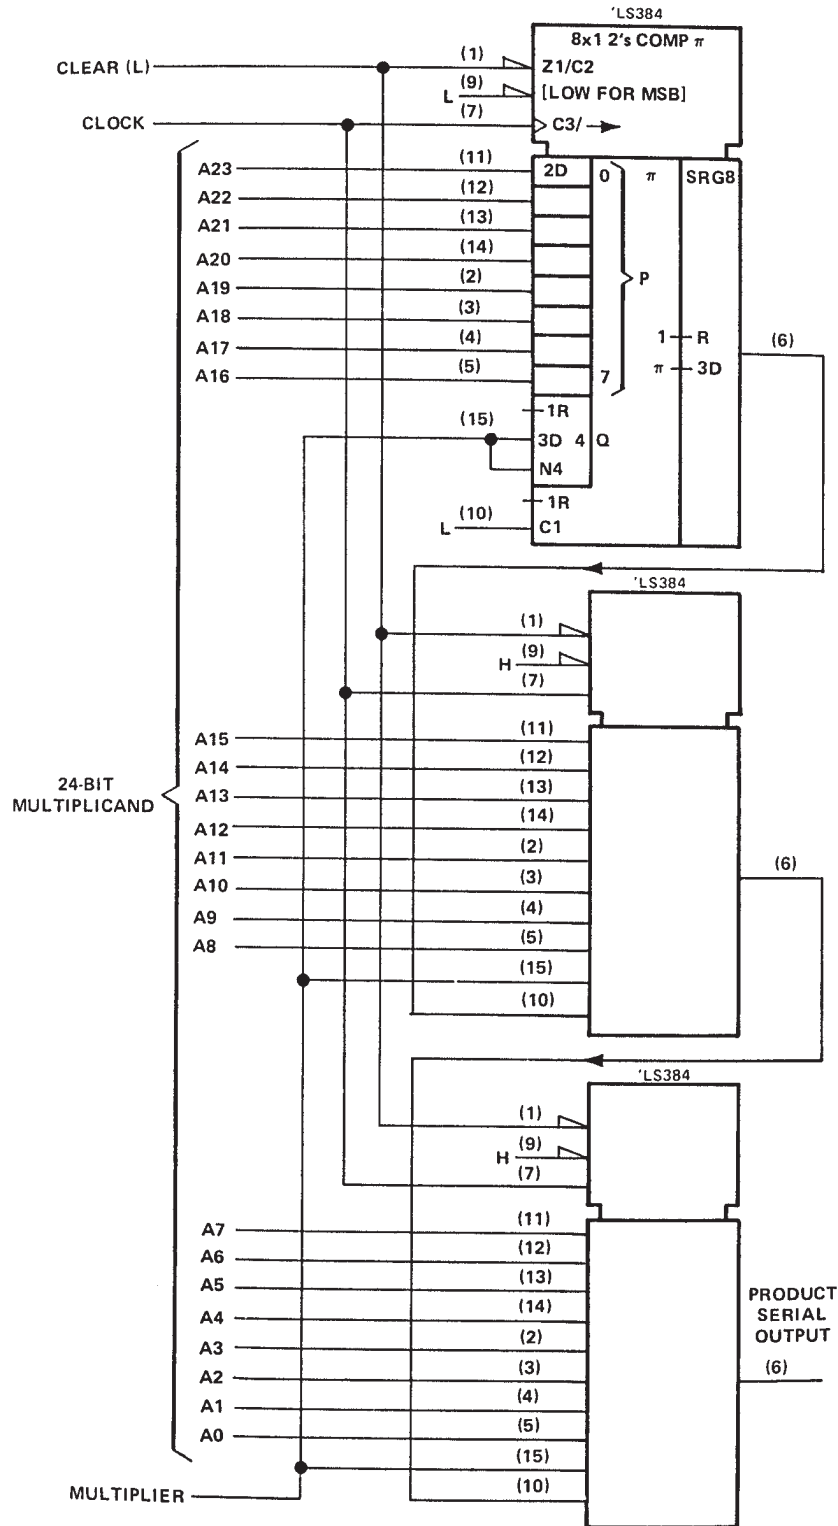 'LS384
8x1 2's COMP π
CLEAR (L) (1) Z1/C2
L (9) [LOW FOR MSB]
CLOCK (7) C3/
A23 (11) 2D 0 π SRG8
A22 (12)
A21 (13)
A20 (14)
A19 (2) P
A18 (3)
A17 (4) 1 R (6)
A16 (5) 7 π 3D
1R
(15) 3D 4 Q
N4
1R
L (10) C1
'LS384
(1)
H (9)
(7)
A15 (11)
A14 (12)
24-BIT
MULTIPLICAND
A13 (13)
A12 (14)
A11 (2)
A10 (3) (6)
A9 (4)
A8 (5)
(15)
(10)
'LS384
(1)
H (9)
(7)
A7 (11)
A6 (12)
A5 (13)
A4 (14)
PRODUCT
SERIAL
OUTPUT
A3 (2)
A2 (3) (6)
A1 (4)
A0 (5)
(15)
MULTIPLIER (10)